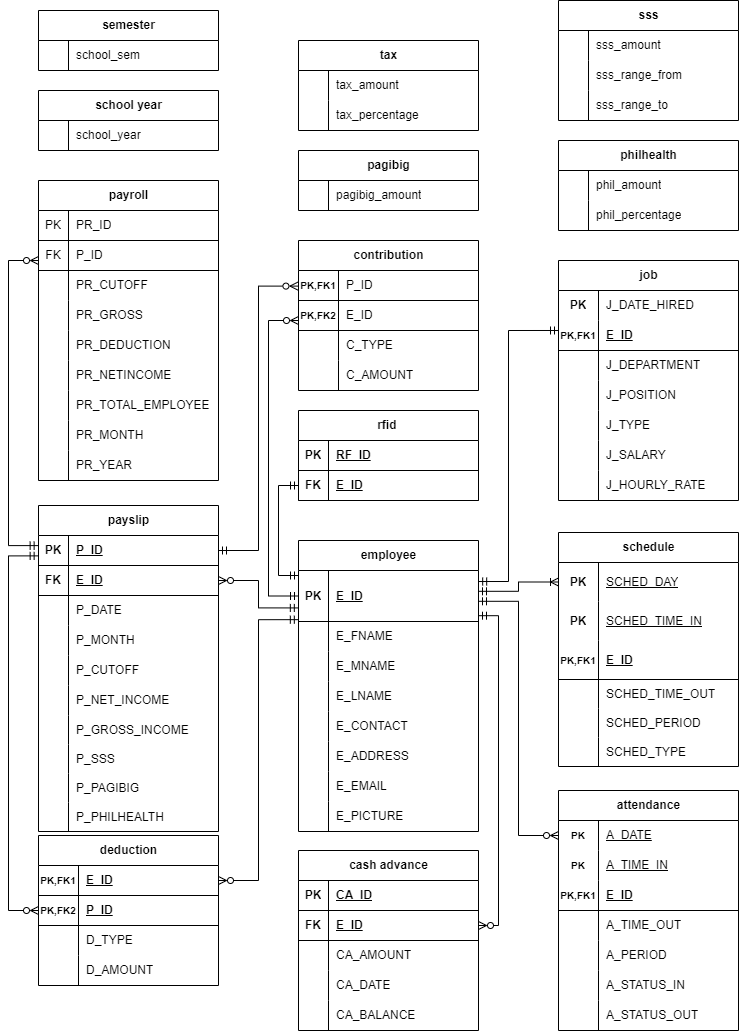 semester
school_sem
school year
school_year
payroll
PK PR_ID
FK P_ID
PR_CUTOFF
PR_GROSS
PR_DEDUCTION
PR_NETINCOME
PR_TOTAL_EMPLOYEE
PR_MONTH
PR_YEAR
payslip
PK P_ID
FK E_ID
P_DATE
P_MONTH
P_CUTOFF
P_NET_INCOME
P_GROSS_INCOME
P_SSS
P_PAGIBIG
P_PHILHEALTH
deduction
PK,FK1 E_ID
PK,FK2 P_ID
D_TYPE
D_AMOUNT
tax
tax_amount
tax_percentage
pagibig
pagibig_amount
contribution
PK,FK1 P_ID
PK,FK2 E_ID
C_TYPE
C_AMOUNT
rfid
PK RF_ID
FK E_ID
employee
PK E_ID
E_FNAME
E_MNAME
E_LNAME
E_CONTACT
E_ADDRESS
E_EMAIL
E_PICTURE
cash advance
PK CA_ID
FK E_ID
CA_AMOUNT
CA_DATE
CA_BALANCE
sss
sss_amount
sss_range_from
sss_range_to
philhealth
phil_amount
phil_percentage
job
PK J_DATE_HIRED
PK,FK1 E_ID
J_DEPARTMENT
J_POSITION
J_TYPE
J_SALARY
J_HOURLY_RATE
schedule
PK SCHED_DAY
PK SCHED_TIME_IN
PK,FK1 E_ID
SCHED_TIME_OUT
SCHED_PERIOD
SCHED_TYPE
attendance
PK A_DATE
PK A_TIME_IN
PK,FK1 E_ID
A_TIME_OUT
A_PERIOD
A_STATUS_IN
A_STATUS_OUT